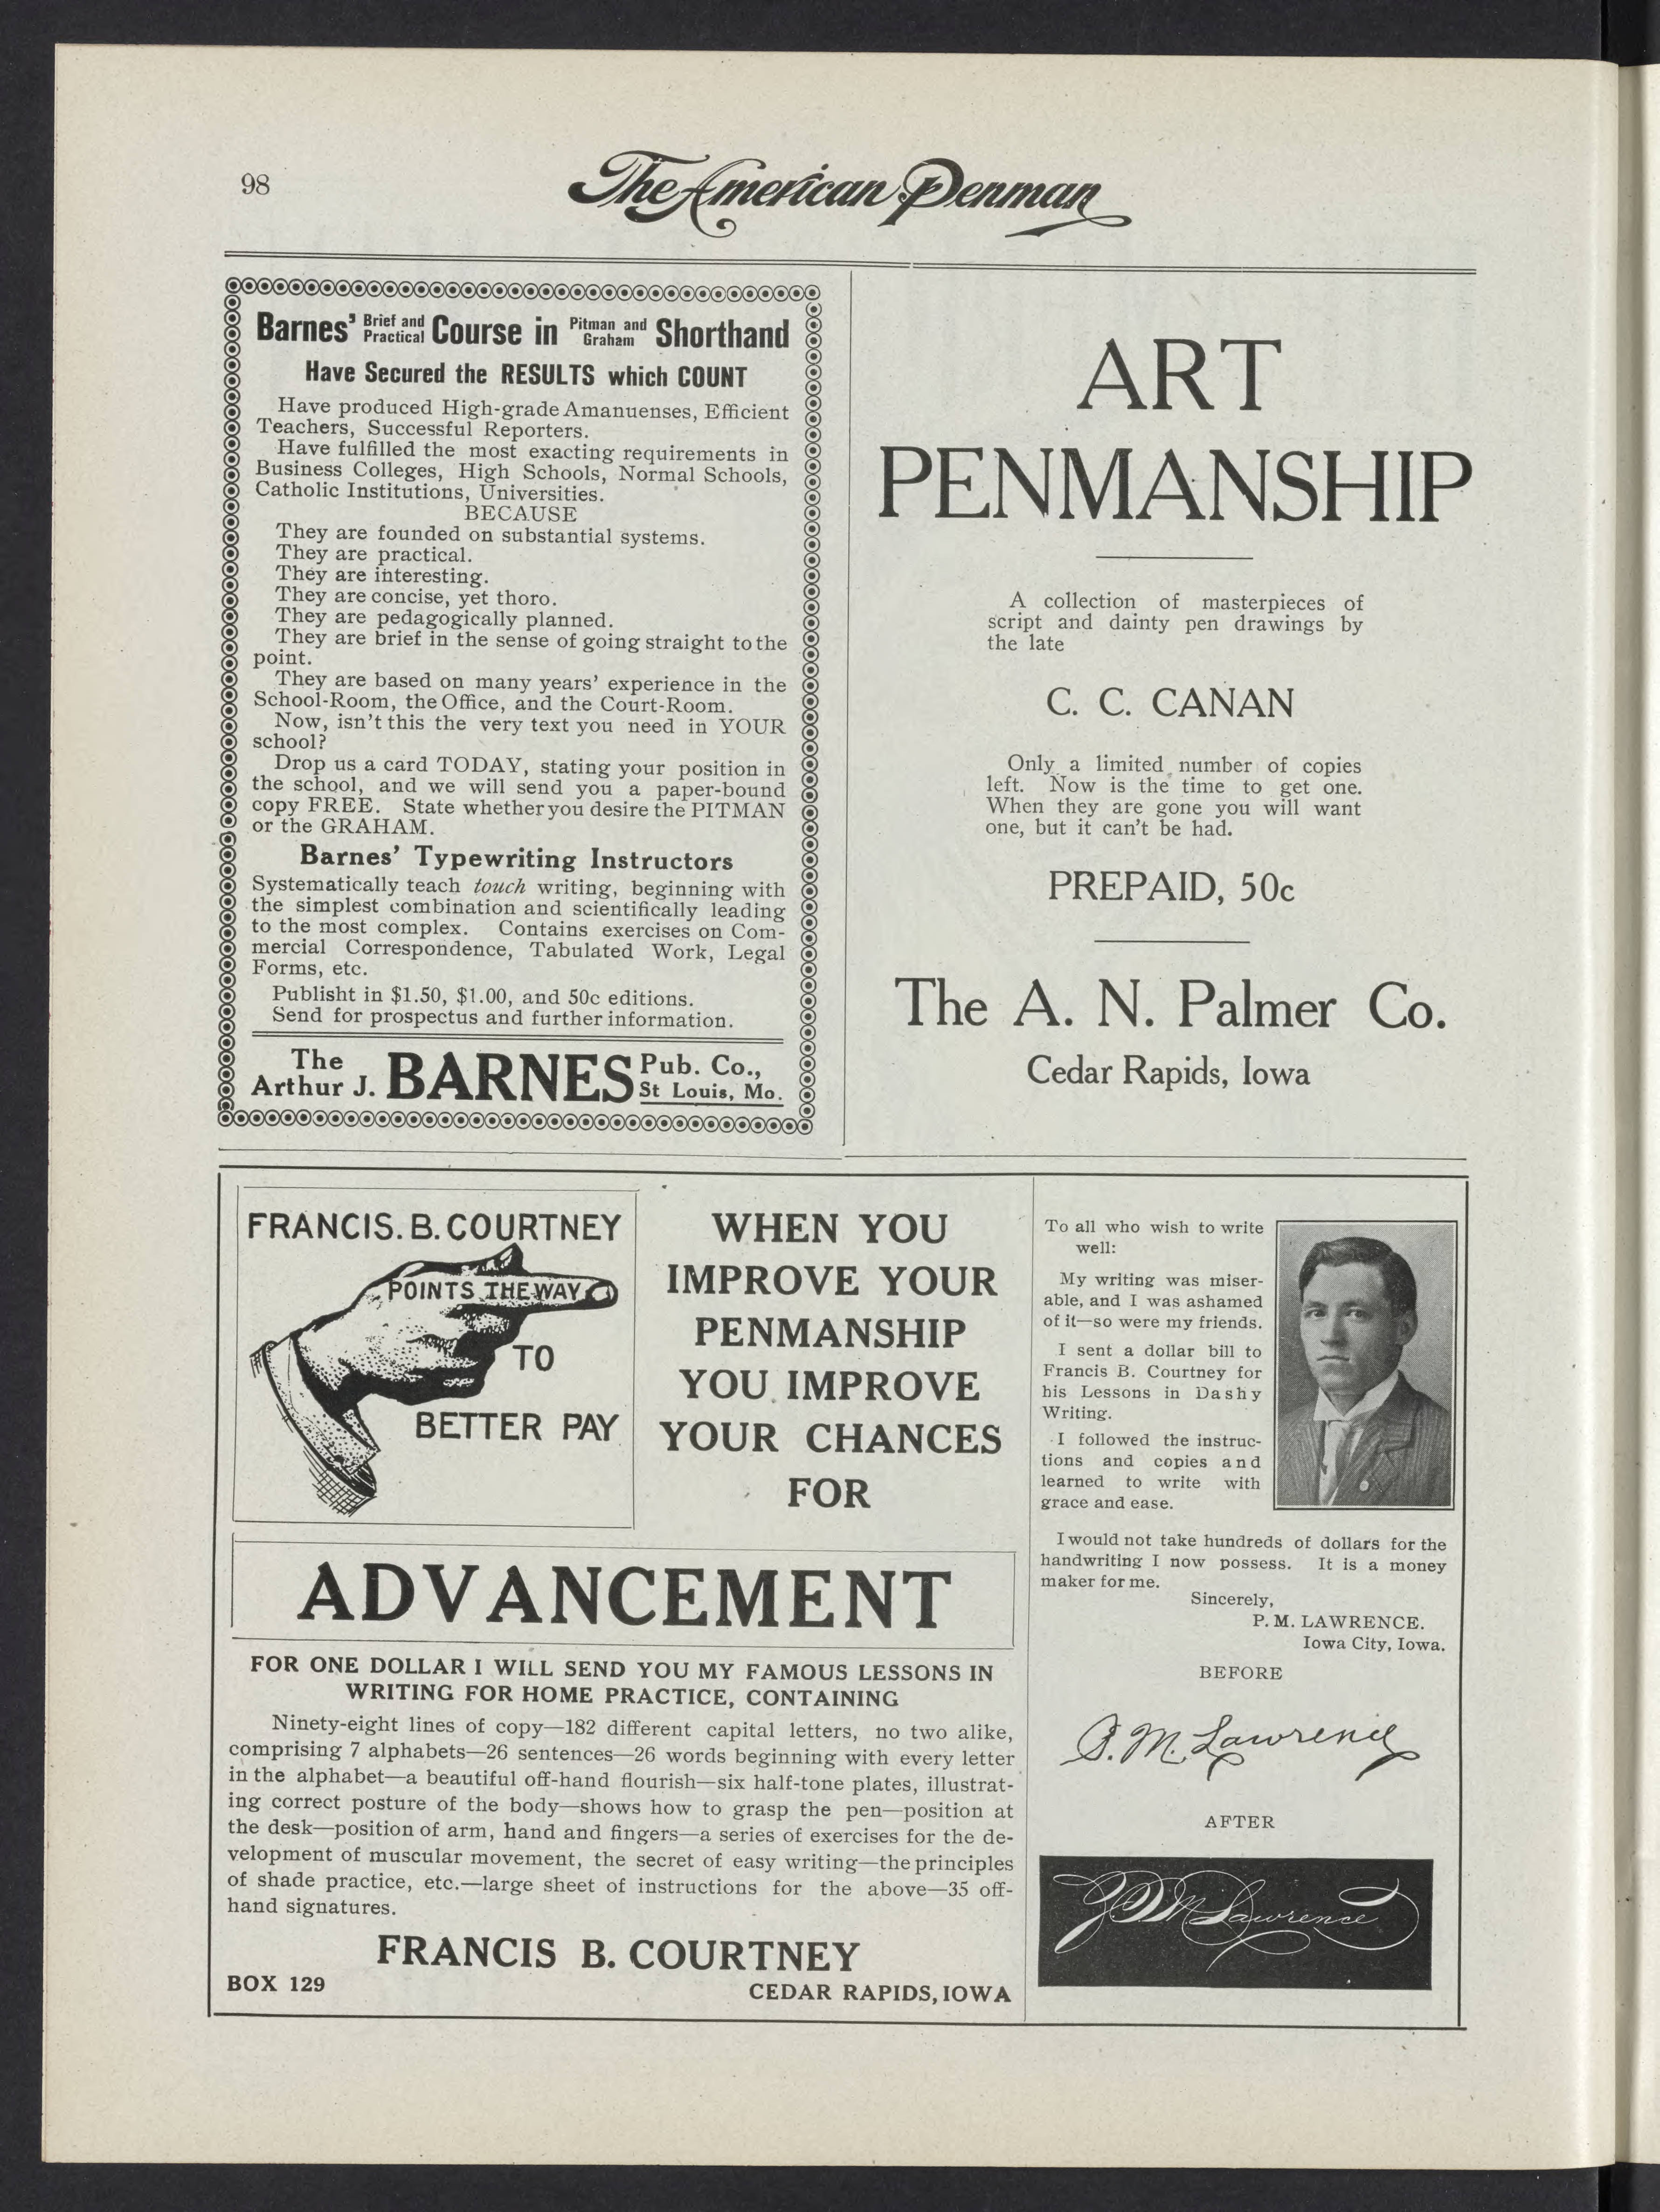 98
The American Penman
Barnes' Brief and Practical Course in Pitman and Graham Shorthand
Have Secured the RESULTS which COUNT
Have produced High-grade Amanuenses, Efficient
Teachers, Successful Reporters.
Have fulfilled the most exacting requirements in
Business Colleges, High Schools, Normal Schools,
Catholic Institutions, Universities.
BECAUSE
They are founded on substantial systems.
They are practical.
They are interesting.
They are concise, yet thoro.
They are pedagogically planned.
They are brief in the sense of going straight to the
point.
They are based on many years' experience in the
School-Room, the Office, and the Court-Room.
Now, isn't this the very text you need in YOUR
school?
Drop us a card TODAY, stating your position in
the school, and we will send you a paper-bound
copy FREE. State whether you desire the PITMAN
or the GRAHAM.
Barnes' Typewriting Instructors
Systematically teach touch writing, beginning with
the simplest combination and scientifically leading
to the most complex. Contains exercises on Com-
mercial Correspondence, Tabulated Work, Legal
Forms, etc.
Publisht in $1.50, $1.00, and 50c editions.
Send for prospectus and further information.
The Arthur J. BARNES Pub. Co., St Louis, Mo.
ART
PENMANSHIP
A collection of masterpieces of
script and dainty pen drawings by
the late
C. C. CANAN
Only a limited number of copies
left. Now is the time to get one.
When they are gone you will want
one, but it can't be had.
PREPAID, 50c
The A. N. Palmer Co.
Cedar Rapids, Iowa
FRANCIS. B. COURTNEY
POINTS THE WAY
TO
BETTER PAY
WHEN YOU
IMPROVE YOUR
PENMANSHIP
YOU IMPROVE
YOUR CHANCES
FOR
ADVANCEMENT
FOR ONE DOLLAR I WILL SEND YOU MY FAMOUS LESSONS IN
WRITING FOR HOME PRACTICE, CONTAINING
Ninety-eight lines of copy—182 different capital letters, no two alike,
comprising 7 alphabets—26 sentences—26 words beginning with every letter
in the alphabet—a beautiful off-hand flourish—six half-tone plates, illustrat-
ing correct posture of the body—shows how to grasp the pen—position at
the desk—position of arm, hand and fingers—a series of exercises for the de-
velopment of muscular movement, the secret of easy writing—the principles
of shade practice, etc.—large sheet of instructions for the above—35 off-
hand signatures.
FRANCIS B. COURTNEY
BOX 129
CEDAR RAPIDS, IOWA
To all who wish to write
well:
My writing was miser-
able, and I was ashamed
of it—so were my friends.
I sent a dollar bill to
Francis B. Courtney for
his Lessons in Dashy
Writing.
I followed the instruc-
tions and copies and
learned to write with
grace and ease.
I would not take hundreds of dollars for the
handwriting I now possess. It is a money
maker for me.
Sincerely,
P. M. LAWRENCE.
Iowa City, Iowa.
BEFORE
P. M. Lawrence
AFTER
P. M. Lawrence